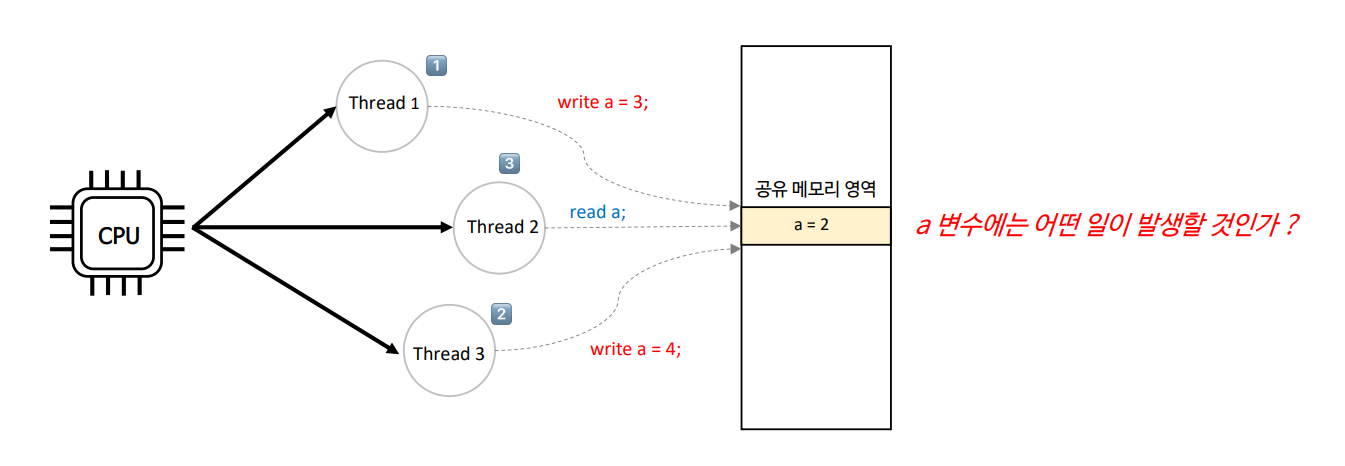 1
Thread 1
write a = 3;
3
Thread 2
read a;
공유 메모리 영역
a = 2
a 변수에는 어떤 일이 발생할 것인가 ?
CPU
2
Thread 3
write a = 4;